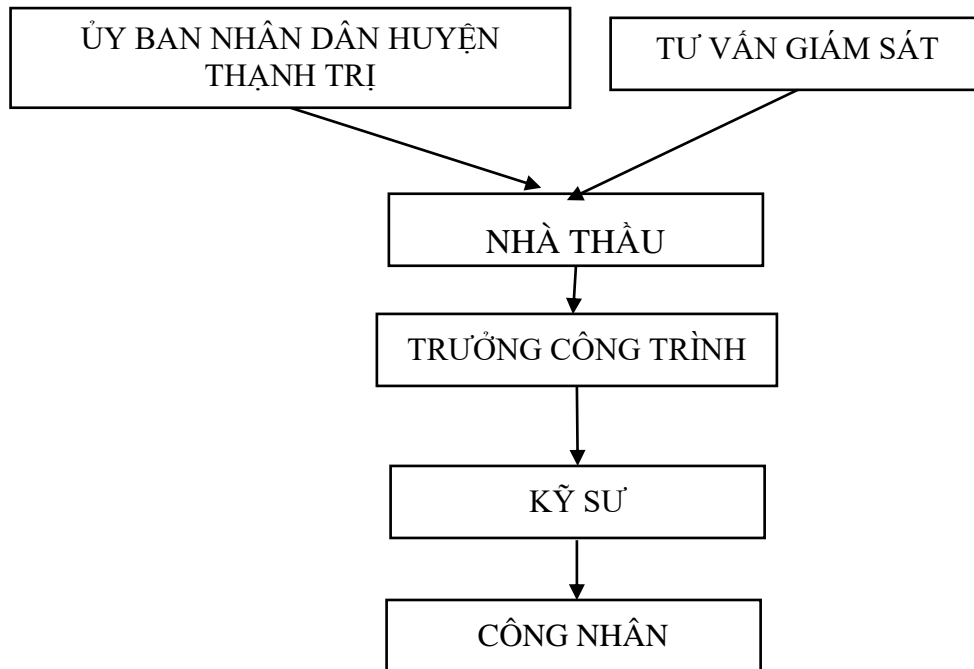 ỦY BAN NHÂN DÂN HUYỆN
THẠNH TRỊ
TƯ VẤN GIÁM SÁT
NHÀ THẦU
TRƯỞNG CÔNG TRÌNH
KỸ SƯ
CÔNG NHÂN